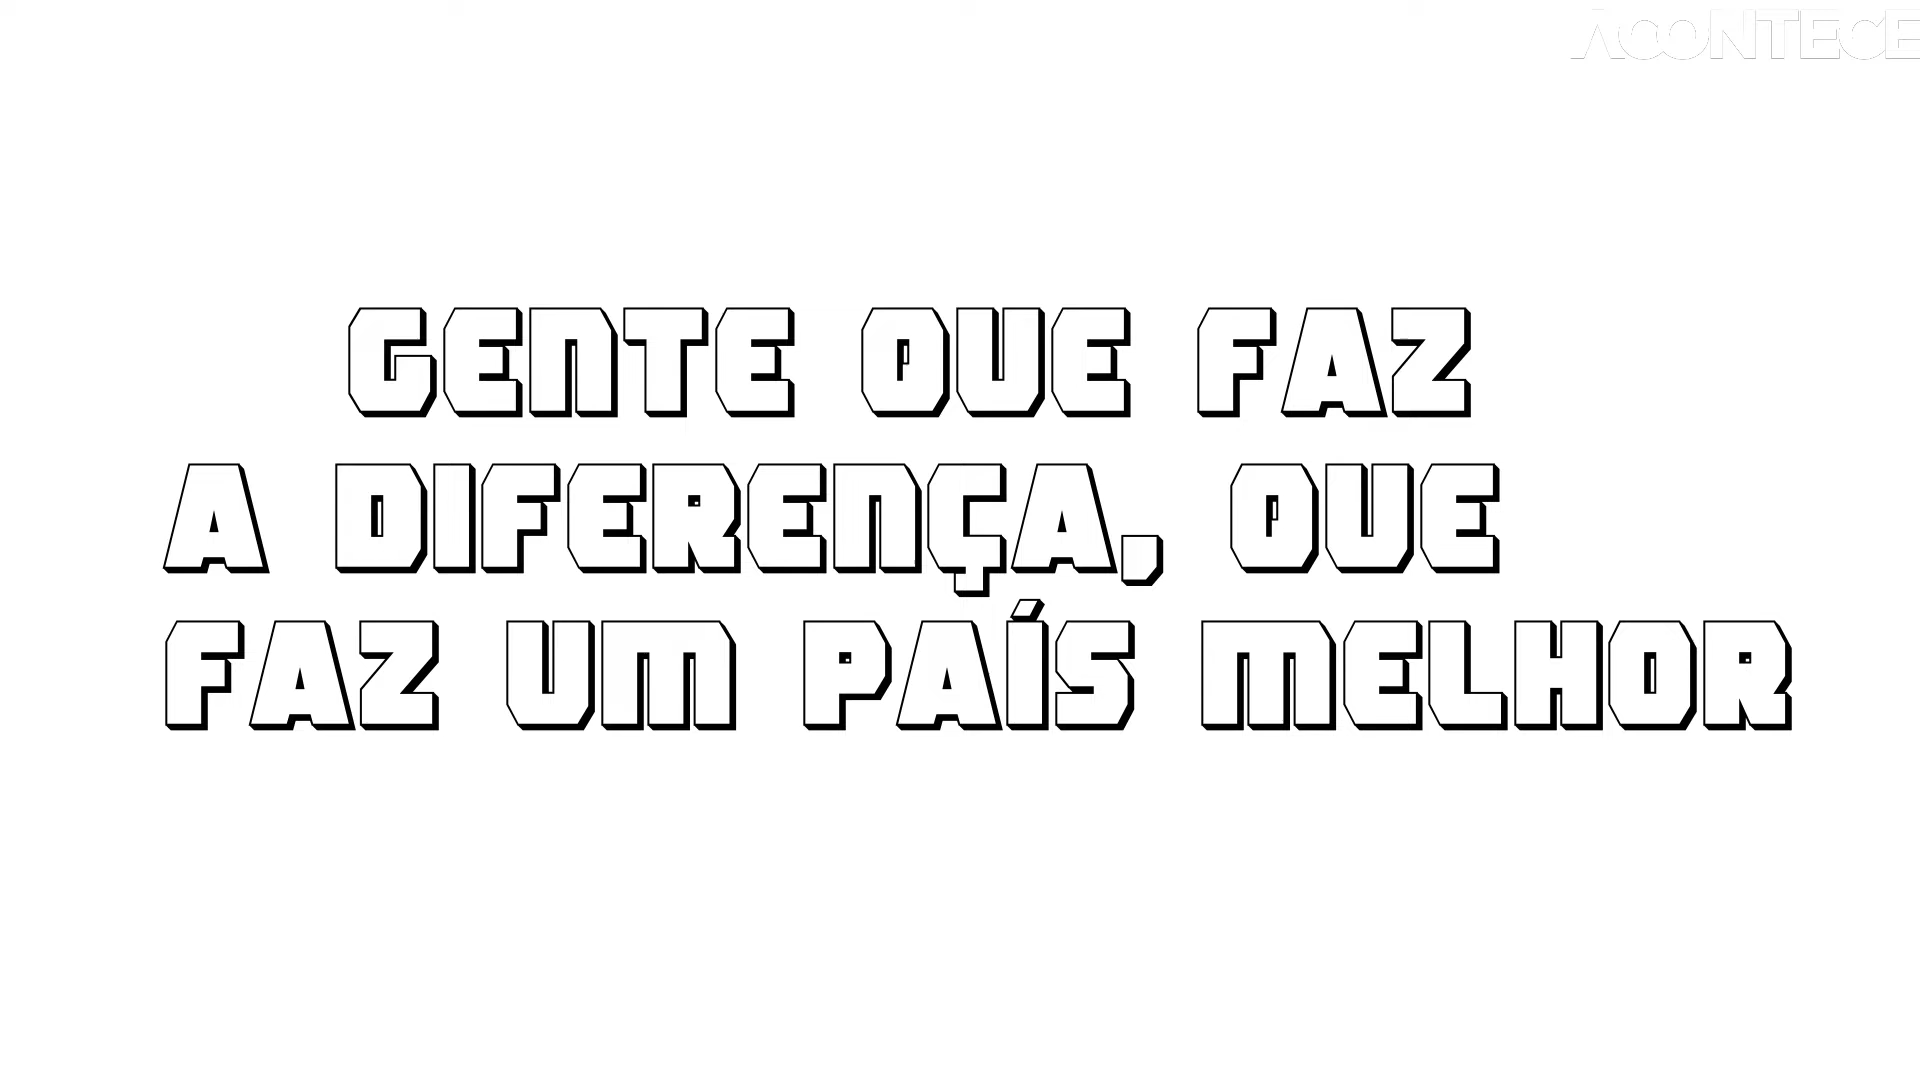 ACONTECE
GENTE QUE FAZ
A DIFERENÇA, QUE
FAZ UM PAÍS MELHOR